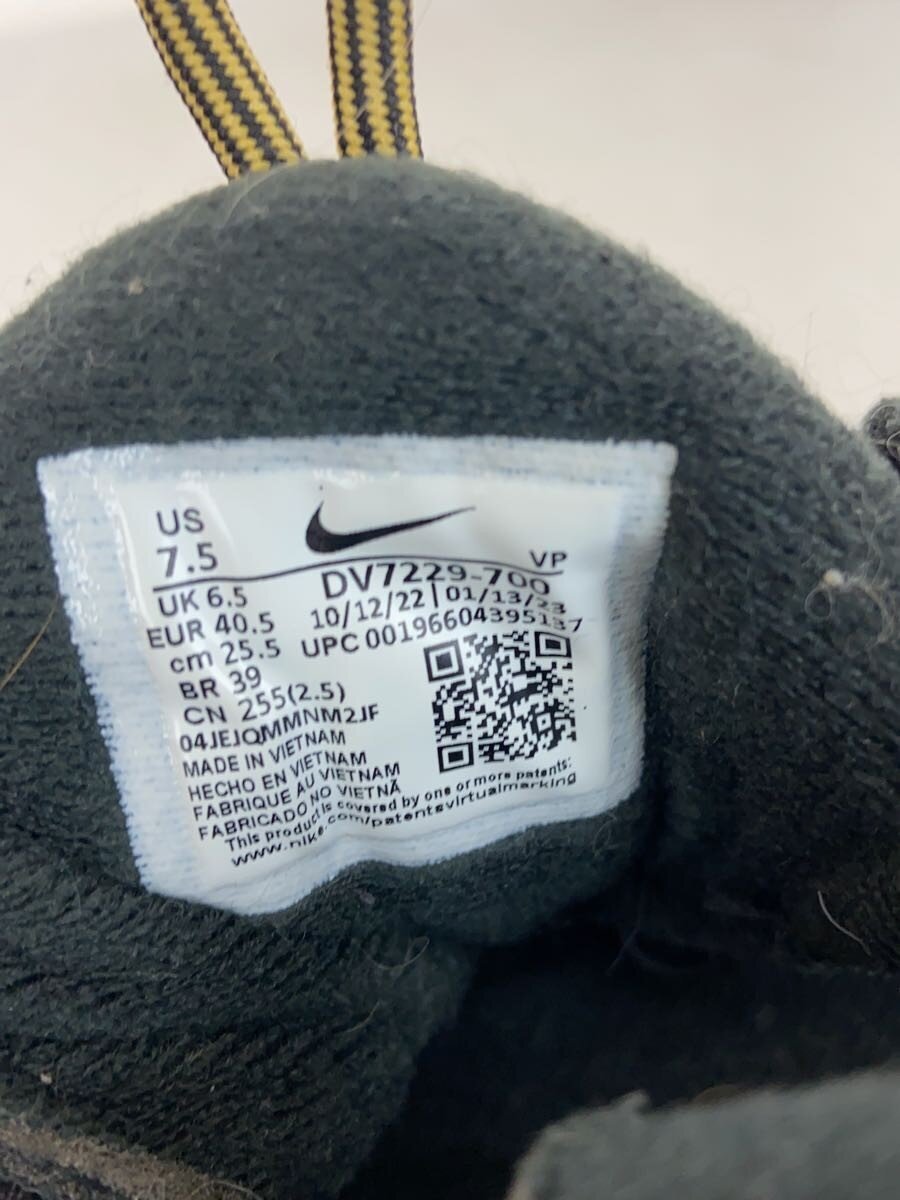 US
7.5
VP
UK 6.5
DV7229-700
EUR 40.5
10/12/22 | 01/13/23
cm 25.5
UPC 00196604395137
BR 39
CN 255(2.5)
04JEJQMMNM2JF
MADE IN VIETNAM
HECHO EN VIETNAM
FABRIQUE AU VIETNAM
FABRICADO NO VIETNÃ
This product is covered by one or more patents:
www.nike.com/patentsvirtualmarking